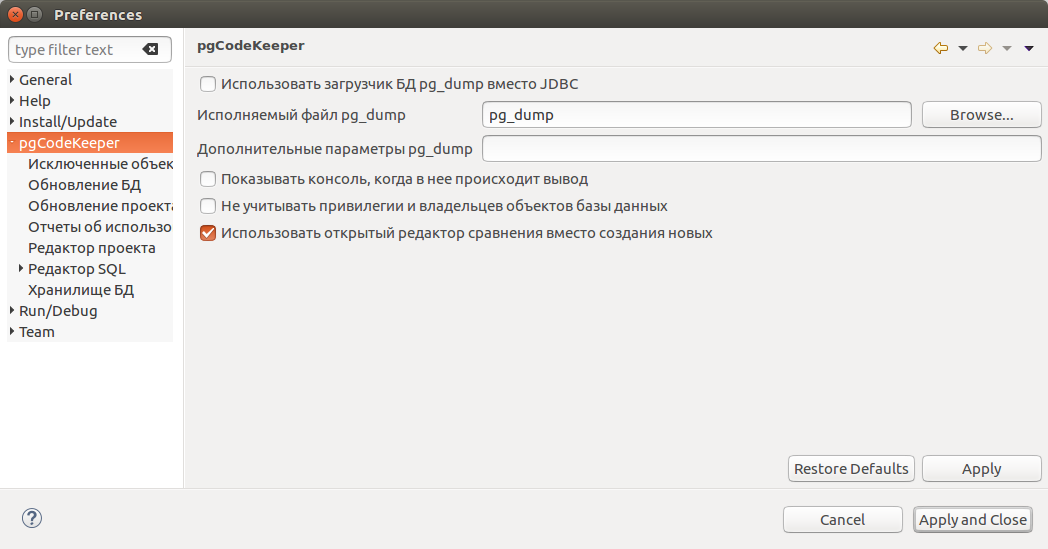 Preferences
type filter text
General
Help
Install/Update
pgCodeKeeper
Исключенные объек
Обновление БД
Обновление проекта
Отчеты об использо
Редактор проекта
Редактор SQL
Хранилище БД
Run/Debug
Team
pgCodeKeeper
Использовать загрузчик БД pg_dump вместо JDBC
Исполняемый файл pg_dump pg_dump Browse...
Дополнительные параметры pg_dump
Показывать консоль, когда в нее происходит вывод
Не учитывать привилегии и владельцев объектов базы данных
Использовать открытый редактор сравнения вместо создания новых
Restore Defaults Apply
? Cancel Apply and Close